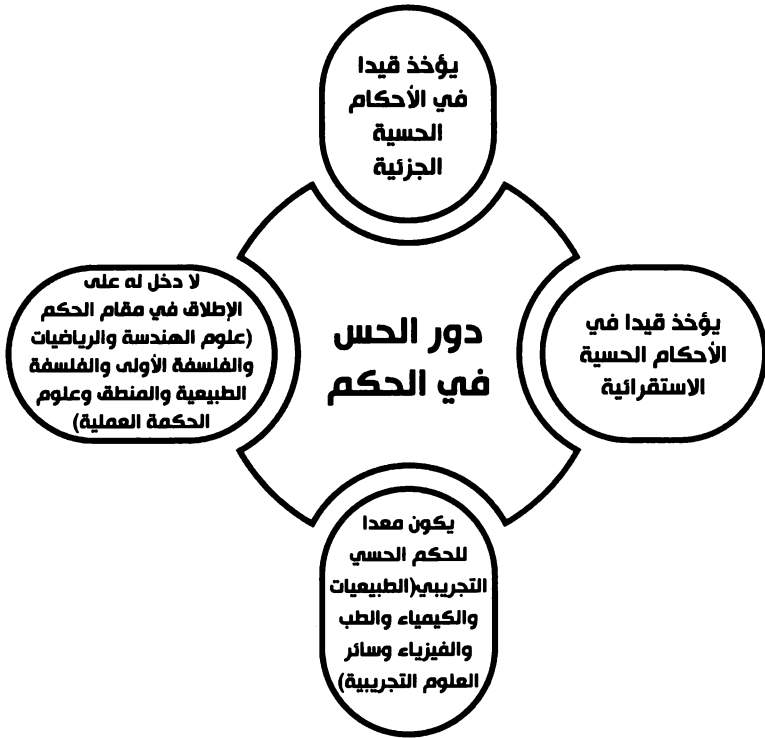 يؤخذ قيدا
في الأحكام
الحسية
الجزئية
دور الحس
في الحكم
يؤخذ قيدا في
الأحكام الحسية
الاستقرائية
يكون معدا
للحكم الحسي
التجريبي(الطبيعيات
والكيمياء والطب
والفيزياء وسائر
العلوم التجريبية)
لا دخل له على
الإطلاق في مقام الحكم
(علوم الهندسة والرياضيات
والفلسفة الأولى والفلسفة
الطبيعية والمنطق وعلوم
الحكمة العملية)